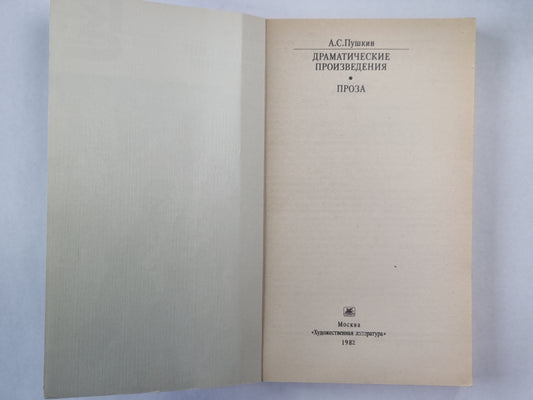 А.С.Пушкин
ДРАМАТИЧЕСКИЕ
ПРОИЗВЕДЕНИЯ
ПРОЗА
Москва
«Художественная литература»
1982